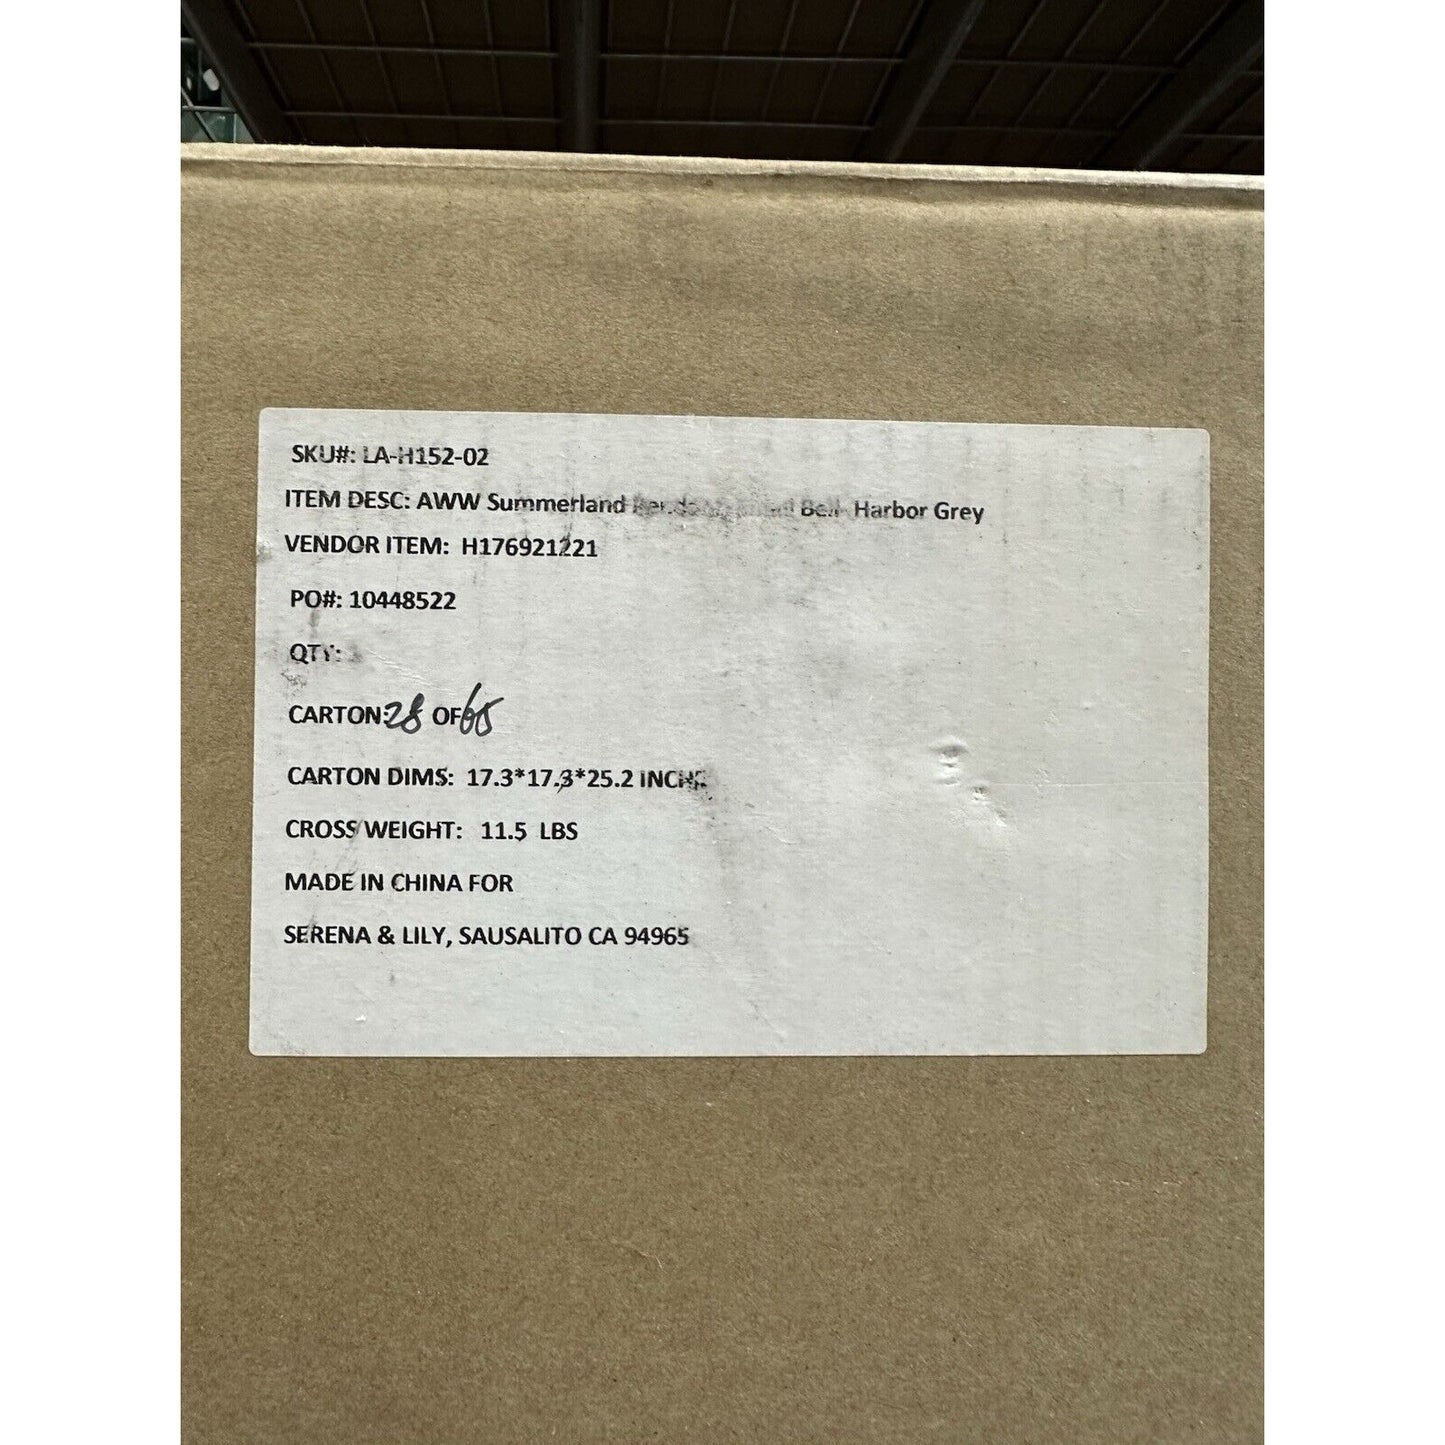 SKU#: LA-H152-02
ITEM DESC: AWW Summerland Bell- Harbor Grey
VENDOR ITEM: H176921221
PO#: 10448522
QTY:
CARTON: 28 OF 65
CARTON DIMS: 17.3*17.3*25.2 INCHE
CROSS WEIGHT: 11.5 LBS
MADE IN CHINA FOR
SERENA & LILY, SAUSALITO CA 94965